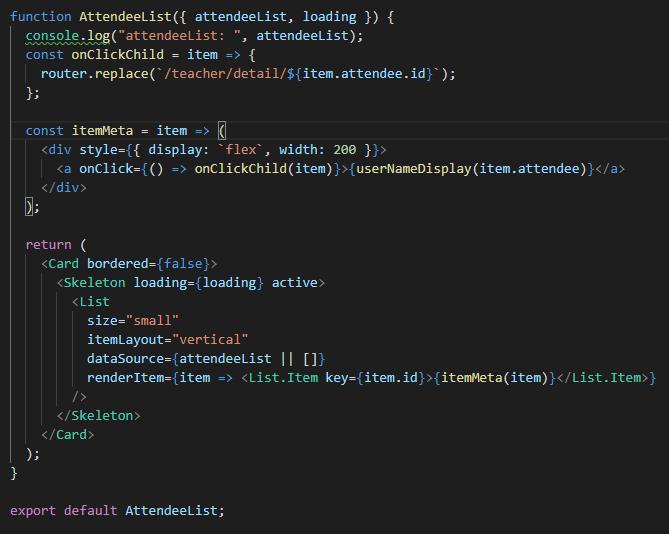 function AttendeeList({ attendeeList, loading }) {
  console.log("attendeeList: ", attendeeList);
  const onClickChild = item => {
    router.replace(`/teacher/detail/${item.attendee.id}`);
  };

  const itemMeta = item => (
    <div style={{ display: `flex`, width: 200 }}>
      <a onClick={() => onClickChild(item)}>{userNameDisplay(item.attendee)}</a>
    </div>
  );

  return (
    <Card bordered={false}>
      <Skeleton loading={loading} active>
        <List
          size="small"
          itemLayout="vertical"
          dataSource={attendeeList || []}
          renderItem={item => <List.Item key={item.id}>{itemMeta(item)}</List.Item>}
        />
      </Skeleton>
    </Card>
  );
}

export default AttendeeList;